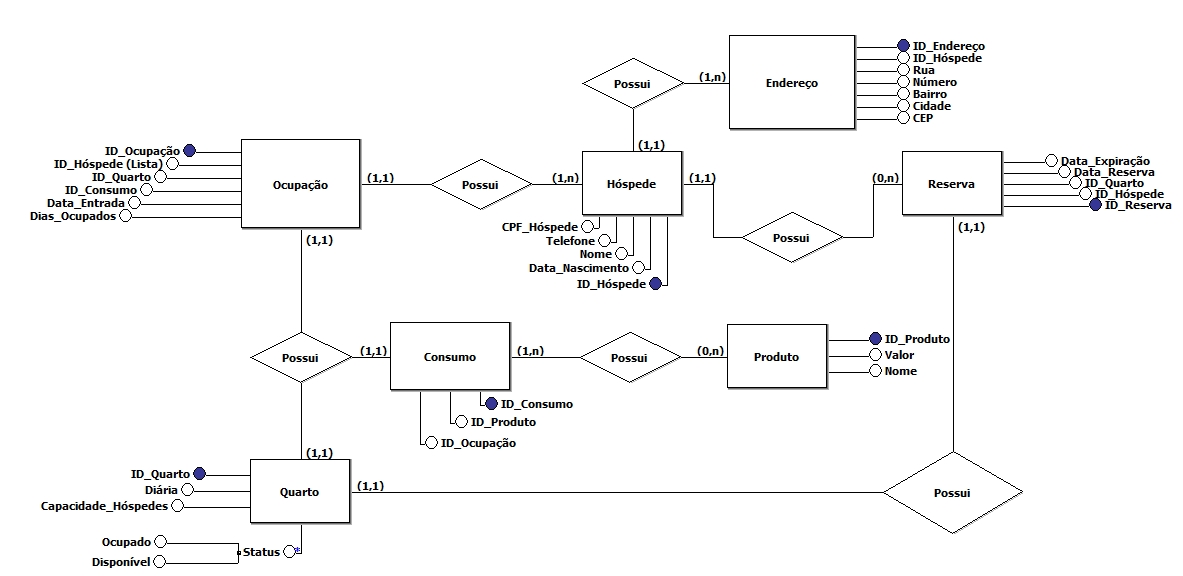 ID_Endereço
ID_Hóspede
Rua
Número
Bairro
Cidade
CEP
Possui
(1,n)
Endereço
(1,1)
ID_Ocupação
ID_Hóspede (Lista)
ID_Quarto
ID_Consumo
Data_Entrada
Dias_Ocupados
Ocupação
(1,1)
Possui
(1,n)
Hóspede
(1,1)
(0,n)
Reserva
Data_Expiração
Data_Reserva
ID_Quarto
ID_Hóspede
ID_Reserva
(1,1)
(1,1)
CPF_Hóspede
Telefone
Nome
Data_Nascimento
ID_Hóspede
Possui
Possui
(1,1)
Consumo
(1,n)
Possui
(0,n)
Produto
ID_Produto
Valor
Nome
ID_Consumo
ID_Produto
ID_Ocupação
(1,1)
ID_Quarto
Diária
Capacidade_Hóspedes
Quarto
(1,1)
Possui
Ocupado
Disponível
Status
*